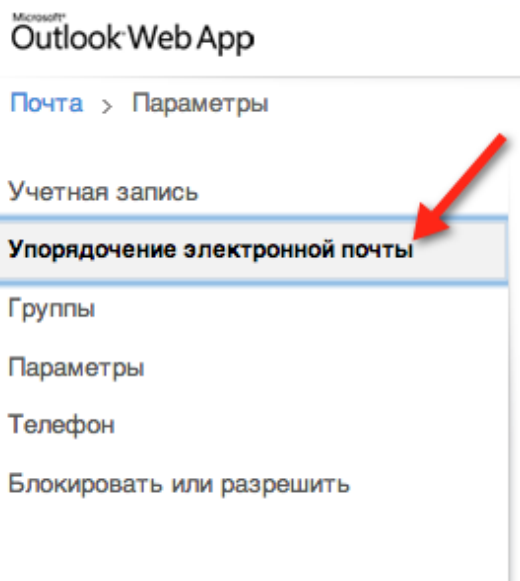 Microsoft
Outlook Web App
Почта > Параметры
Учетная запись
Упорядочение электронной почты
Группы
Параметры
Телефон
Блокировать или разрешить